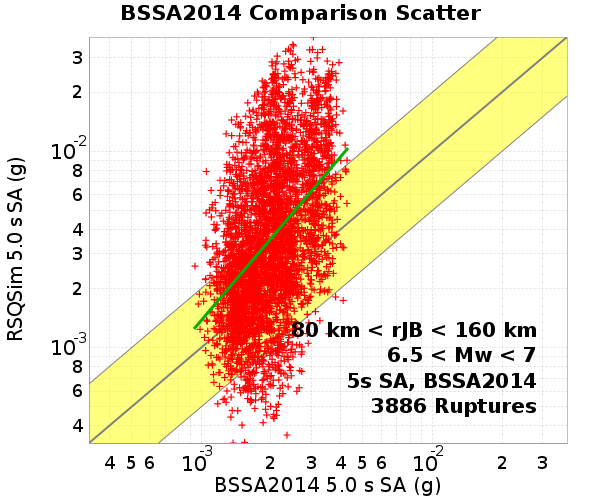 BSSA2014 Comparison Scatter
RSQSim 5.0 s SA (g)
3
2
10-2
8
6
4
3
2
10-3
8
6
4
80 km < rJB < 160 km
6.5 < Mw < 7
5s SA, BSSA2014
3886 Ruptures
4 5 6 10-3 2 3 4 5 6 10-2 2 3
BSSA2014 5.0 s SA (g)